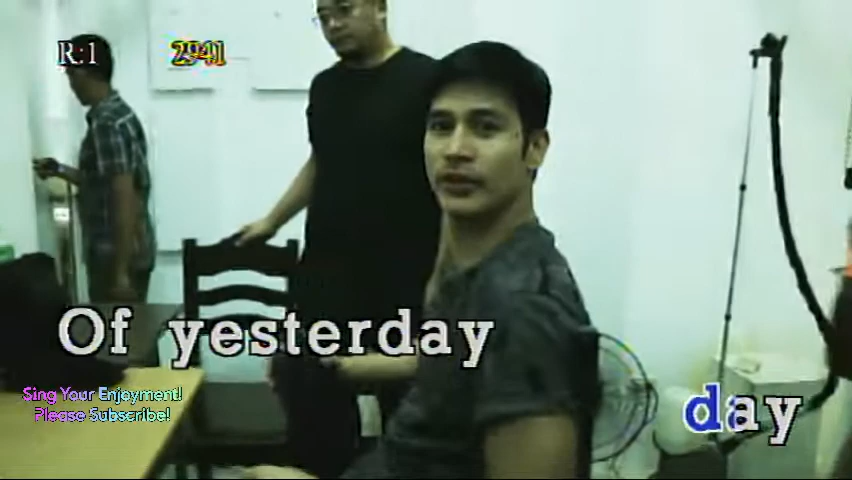 R:1 2941
Of yesterday
Sing Your Enjoyment!
Please Subscribe!
day